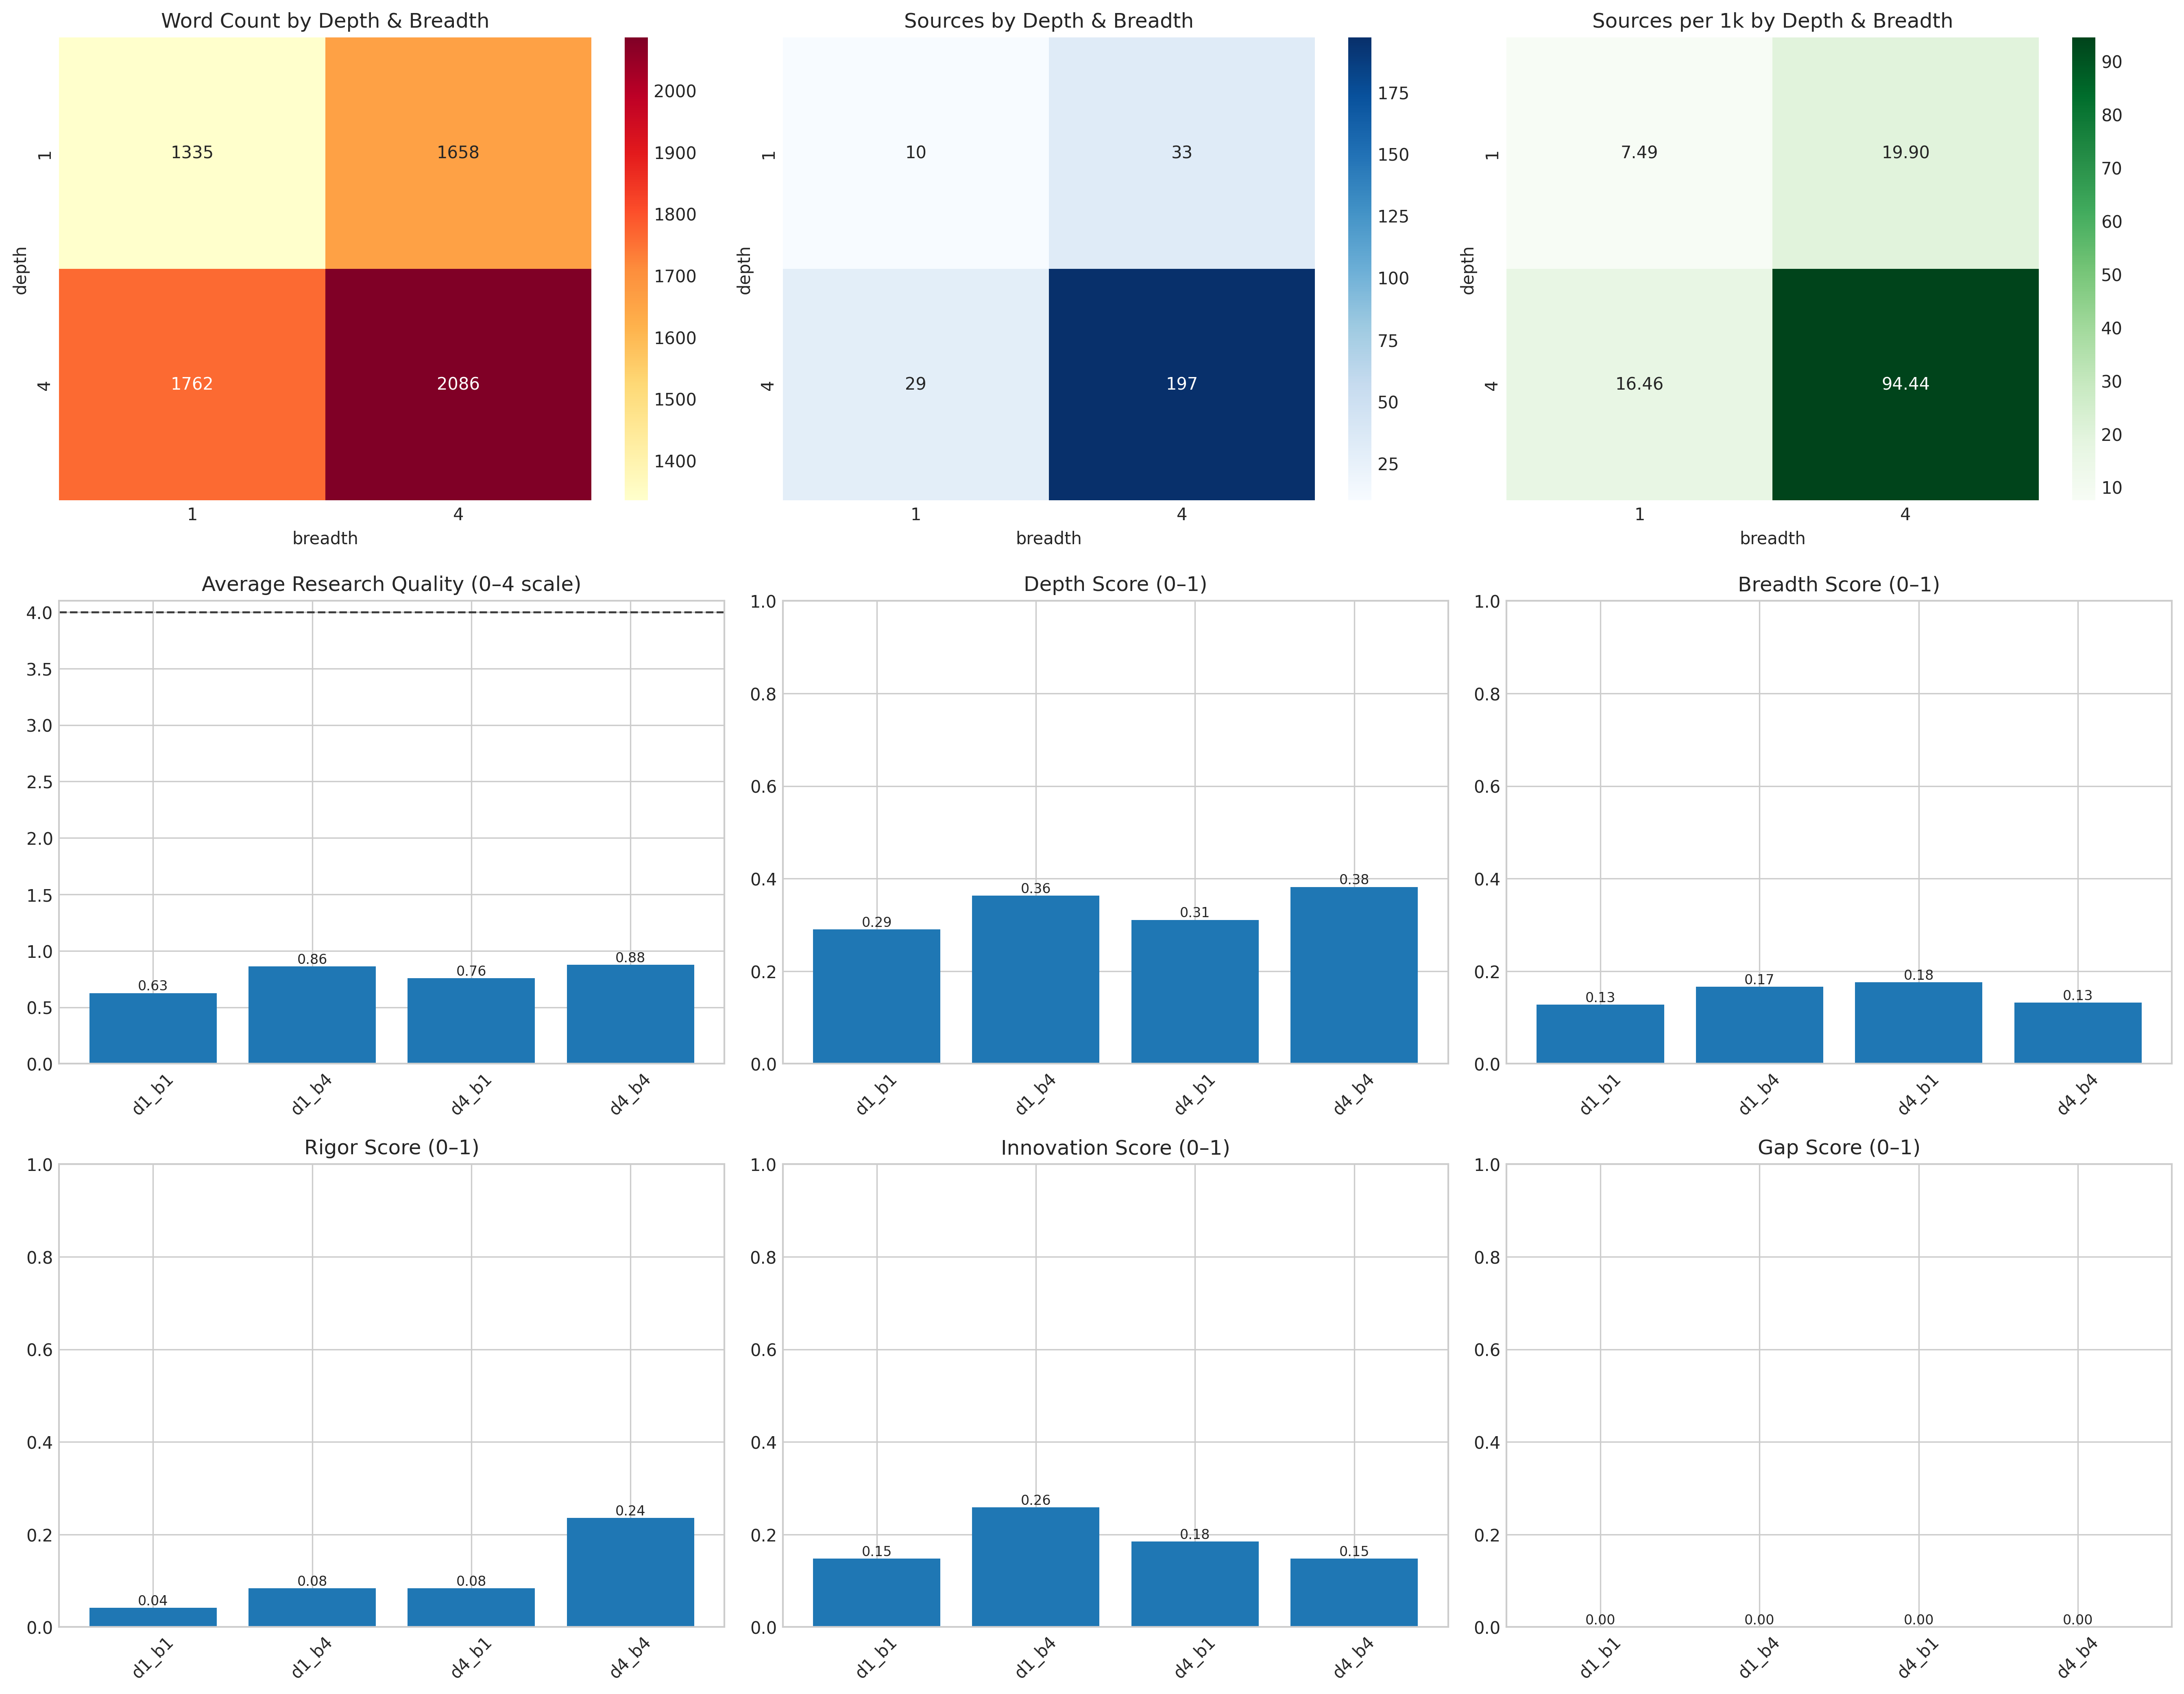 Word Count by Depth & Breadth
1335
1658
1762
2086
1
4
depth
1
4
breadth
2000
1900
1800
1700
1600
1500
1400
Sources by Depth & Breadth
10
33
29
197
1
4
depth
1
4
breadth
175
150
125
100
75
50
25
Sources per 1k by Depth & Breadth
7.49
19.90
16.46
94.44
1
4
depth
1
4
breadth
90
80
70
60
50
40
30
20
10
Average Research Quality (0–4 scale)
4.0
3.5
3.0
2.5
2.0
1.5
1.0
0.5
0.0
0.63
0.86
0.76
0.88
d1_b1
d1_b4
d4_b1
d4_b4
Depth Score (0–1)
1.0
0.8
0.6
0.4
0.2
0.0
0.29
0.36
0.31
0.38
d1_b1
d1_b4
d4_b1
d4_b4
Breadth Score (0–1)
1.0
0.8
0.6
0.4
0.2
0.0
0.13
0.17
0.18
0.13
d1_b1
d1_b4
d4_b1
d4_b4
Rigor Score (0–1)
1.0
0.8
0.6
0.4
0.2
0.0
0.04
0.08
0.08
0.24
d1_b1
d1_b4
d4_b1
d4_b4
Innovation Score (0–1)
1.0
0.8
0.6
0.4
0.2
0.0
0.15
0.26
0.18
0.15
d1_b1
d1_b4
d4_b1
d4_b4
Gap Score (0–1)
1.0
0.8
0.6
0.4
0.2
0.0
0.00
0.00
0.00
0.00
d1_b1
d1_b4
d4_b1
d4_b4